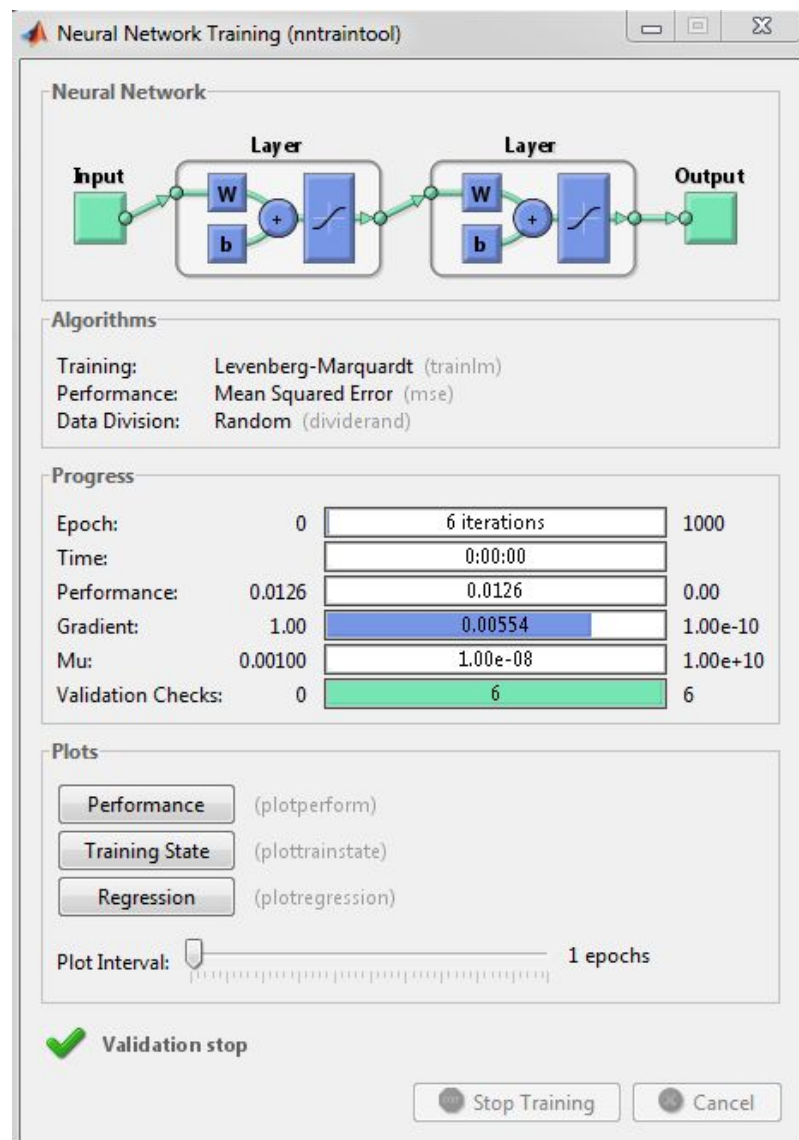 Neural Network Training (nntraintool)
Neural Network
Layer Layer
Input Output
W W
+ +
b b
Algorithms
Training: Levenberg-Marquardt (trainlm)
Performance: Mean Squared Error (mse)
Data Division: Random (dividerand)
Progress
Epoch: 0 6 iterations 1000
Time: 0:00:00
Performance: 0.0126 0.0126 0.00
Gradient: 1.00 0.00554 1.00e-10
Mu: 0.00100 1.00e-08 1.00e+10
Validation Checks: 0 6 6
Plots
Performance (plotperform)
Training State (plottrainstate)
Regression (plotregression)
Plot Interval: 1 epochs
Validation stop
Stop Training Cancel